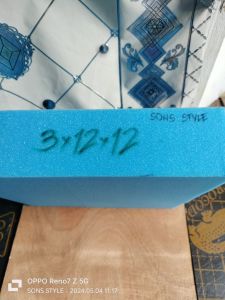 SONS STYLE
3×12×12
OPPO Reno7 Z 5G
SONS STYLE - 2024.05.04 11:17